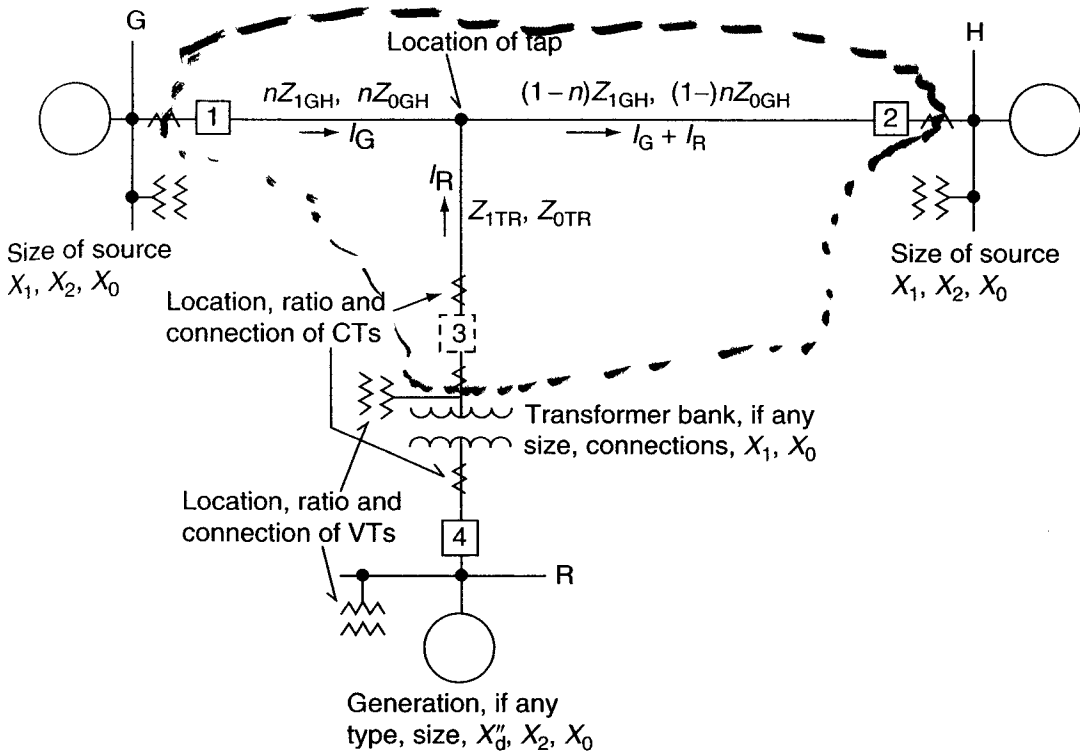 G
Location of tap
H
nZ1GH, nZ0GH
(1–n)Z1GH, (1–)nZ0GH
1
2
IG
IG + IR
IR
Z1TR, Z0TR
Size of source
X1, X2, X0
Size of source
X1, X2, X0
Location, ratio and
connection of CTs
3
Transformer bank, if any
size, connections, X1, X0
Location, ratio and
connection of VTs
4
R
Generation, if any
type, size, X″d, X2, X0